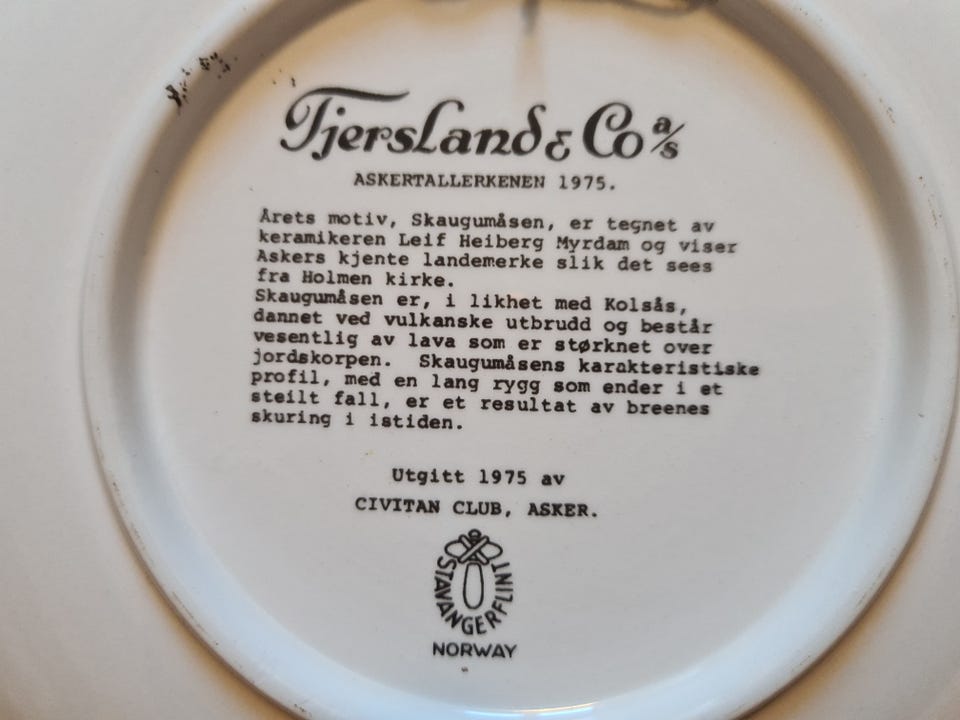 Tjersland & Co a/s
ASKERTALLERKENEN 1975.
Årets motiv, Skaugumåsen, er tegnet av
keramikeren Leif Heiberg Myrdam og viser
Askers kjente landemerke slik det sees
fra Holmen kirke.
Skaugumåsen er, i likhet med Kolsås,
dannet ved vulkanske utbrudd og består
vesentlig av lava som er størknet over
jordskorpen. Skaugumåsens karakteristiske
profil, med en lang rygg som ender i et
steilt fall, er et resultat av breenes
skuring i istiden.
Utgitt 1975 av
CIVITAN CLUB, ASKER.
STAVANGERFLINT
NORWAY